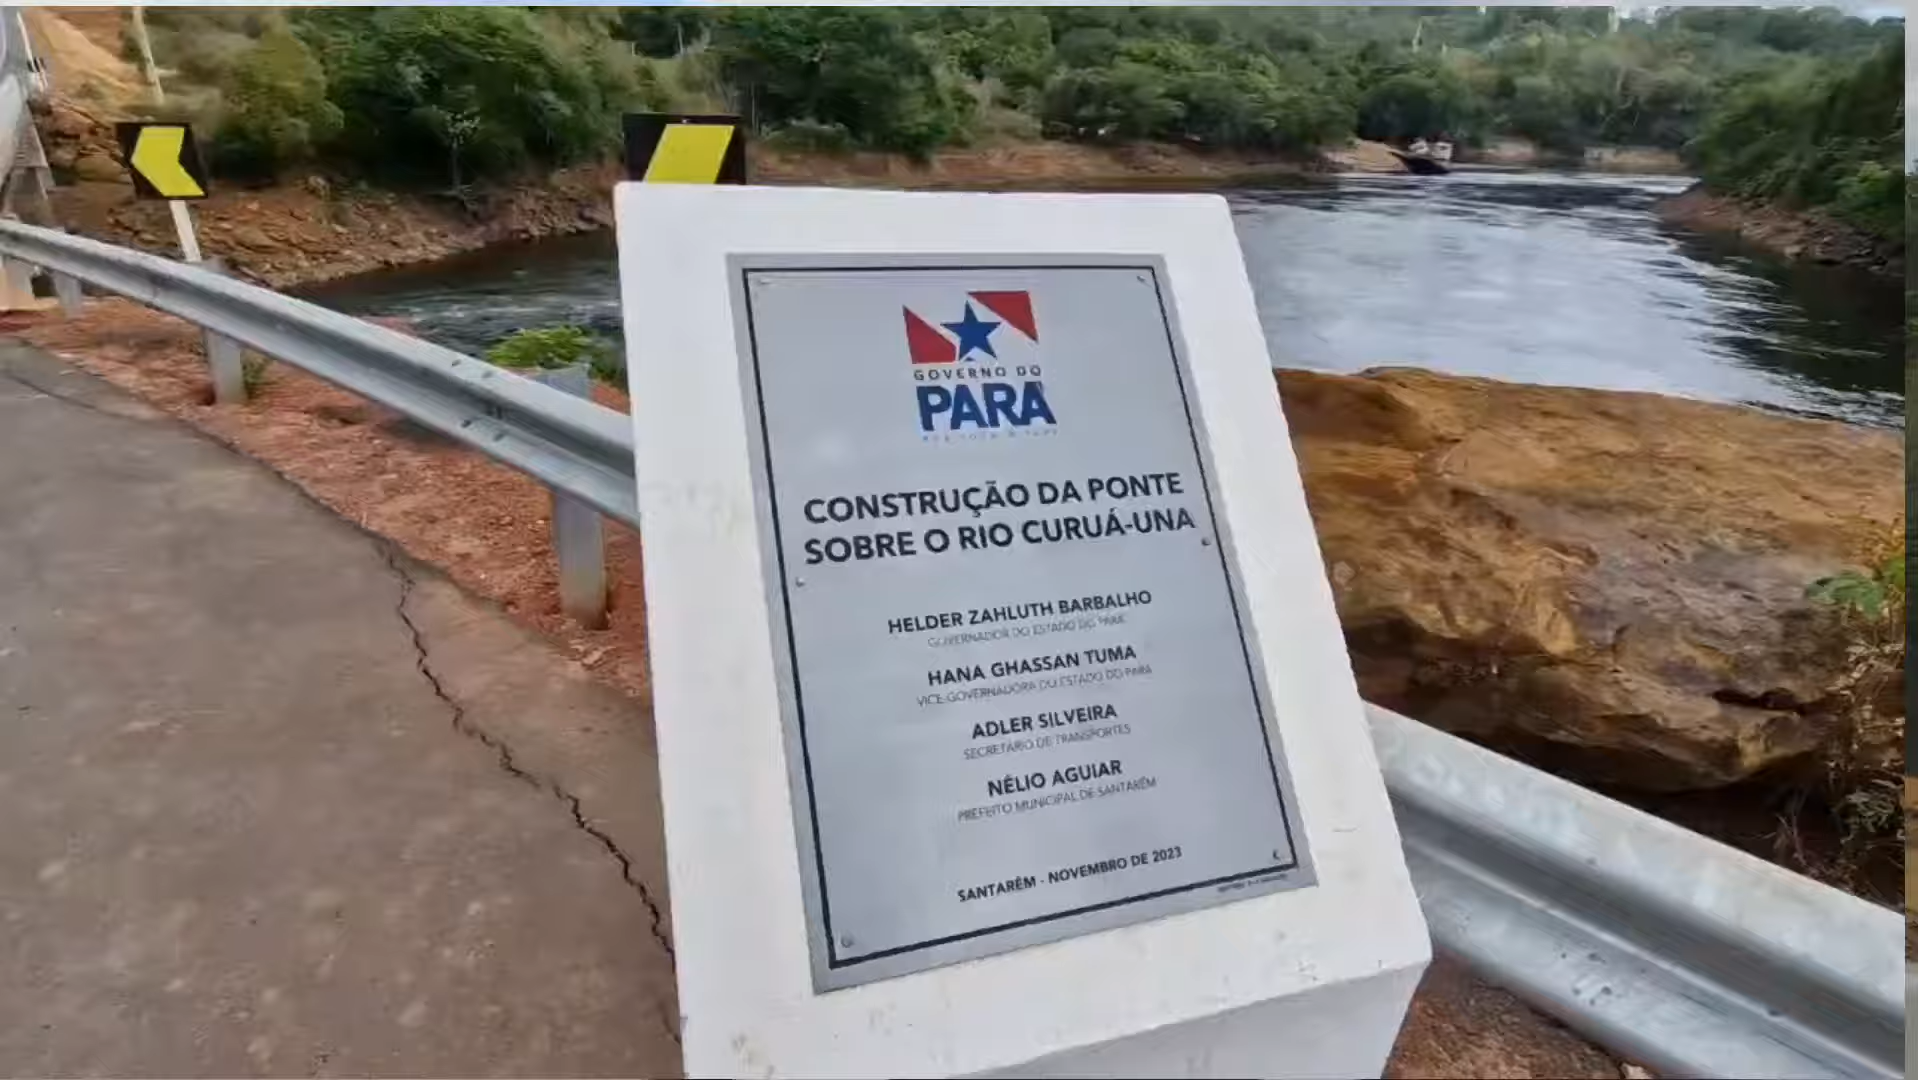 GOVERNO DO
PARÁ
CONSTRUÇÃO DA PONTE
SOBRE O RIO CURUÁ-UNA
HELDER ZAHLUTH BARBALHO
GOVERNADOR DO ESTADO DO PARÁ
HANA GHASSAN TUMA
VICE-GOVERNADORA DO ESTADO DO PARÁ
ADLER SILVEIRA
SECRETÁRIO DE TRANSPORTES
NÉLIO AGUIAR
PREFEITO MUNICIPAL DE SANTARÉM
SANTARÉM - NOVEMBRO DE 2023